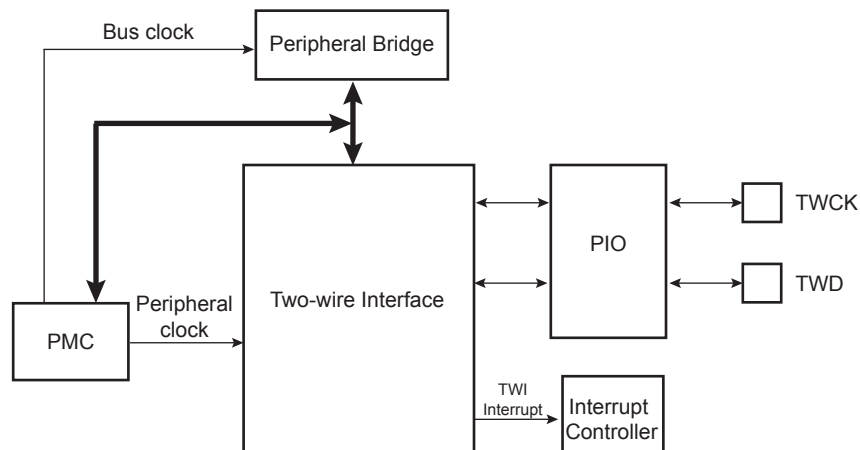 Bus clock
Peripheral Bridge
TWCK
PIO
TWD
Peripheral
clock
Two-wire Interface
PMC
TWI
Interrupt
Interrupt
Controller